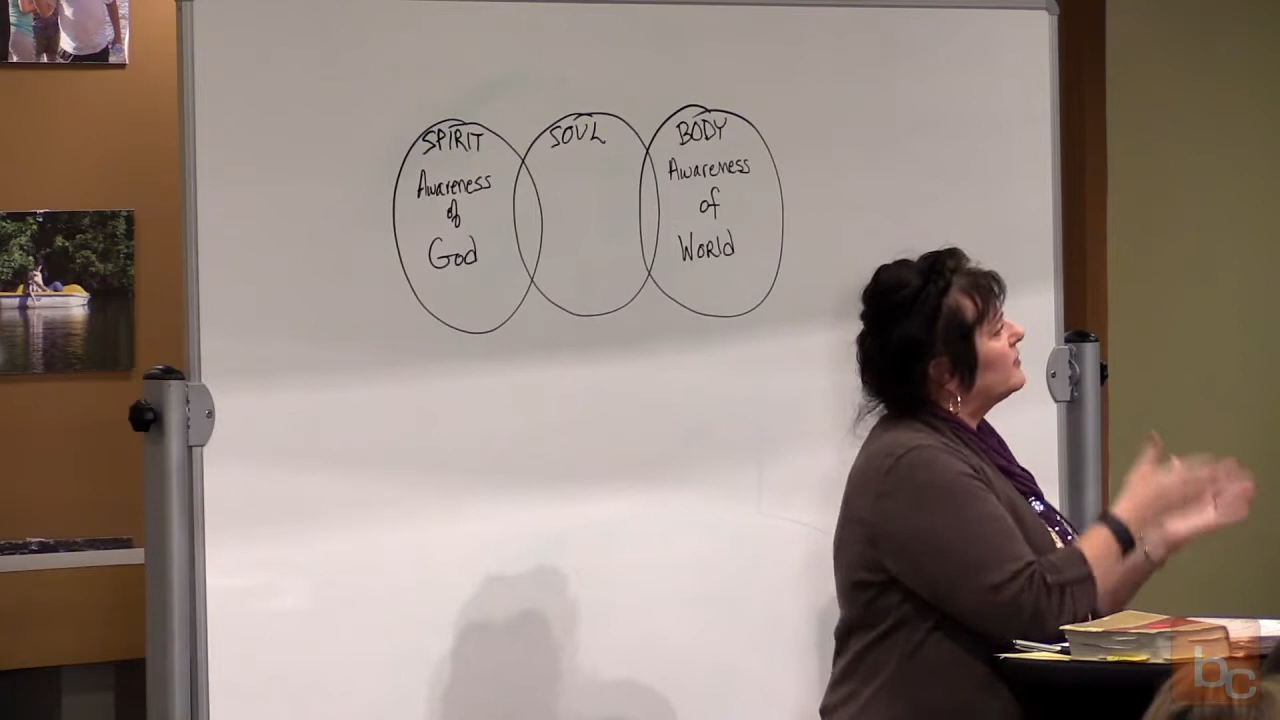 SPIRIT
Awareness
of
God
SOUL
BODY
Awareness
of
World
bc